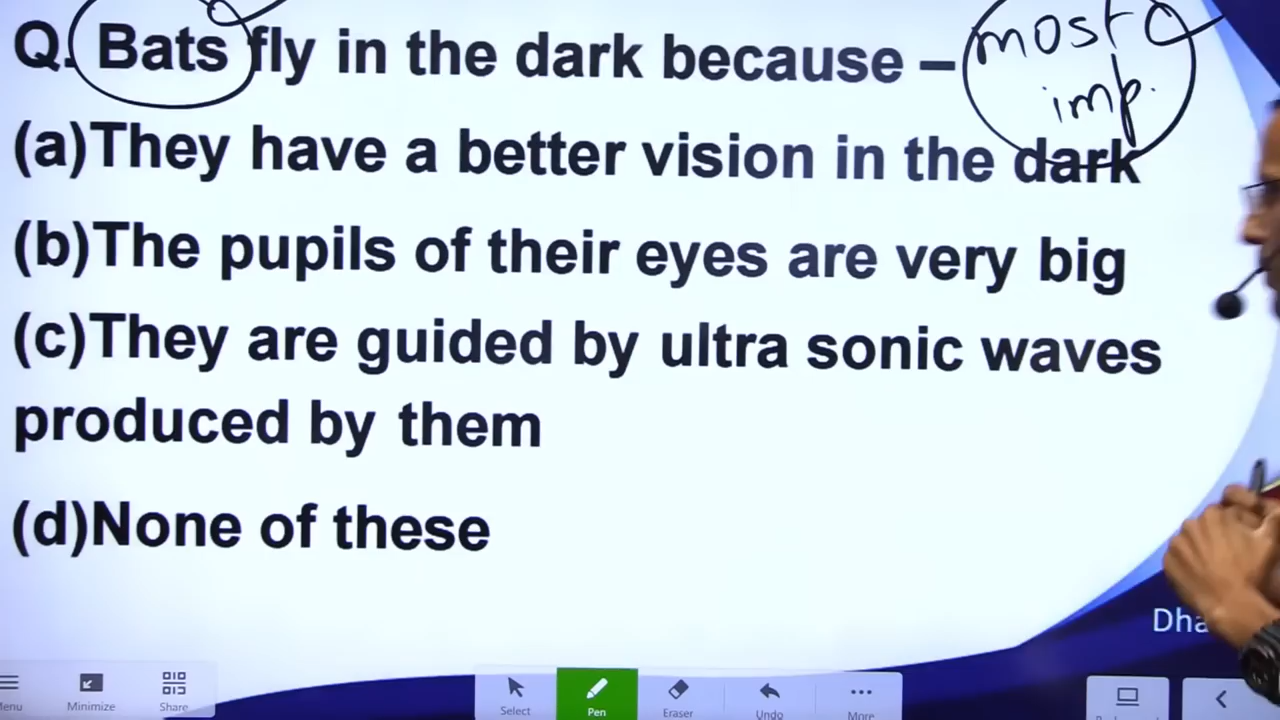 Q. Bats fly in the dark because –
most
imp.
(a)They have a better vision in the dark
(b)The pupils of their eyes are very big
(c)They are guided by ultra sonic waves
produced by them
(d)None of these
Dha
enu
Minimize
Share
Select
Pen
Eraser
Undo
More